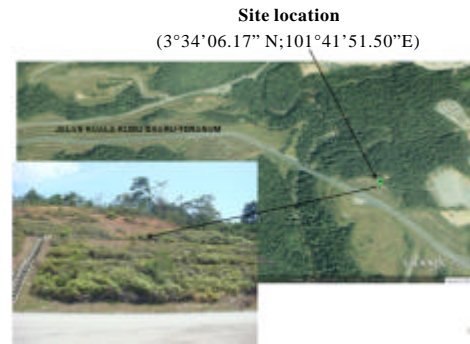 Site location
(3°34’06.17” N;101°41’51.50”E)
JALAN KUALA KUBU BAHRU-TERANUM